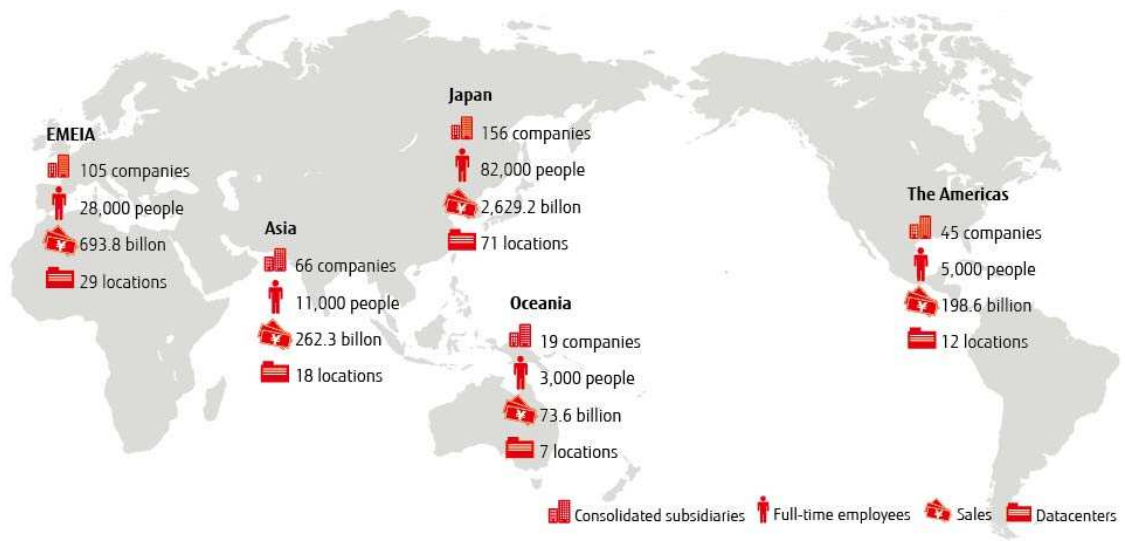 Japan
156 companies
82,000 people
¥ 2,629.2 billon
71 locations
EMEIA
105 companies
28,000 people
¥ 693.8 billon
29 locations
Asia
66 companies
11,000 people
¥ 262.3 billon
18 locations
Oceania
19 companies
3,000 people
¥ 73.6 billion
7 locations
The Americas
45 companies
5,000 people
¥ 198.6 billion
12 locations
Consolidated subsidiaries Full-time employees ¥ Sales Datacenters